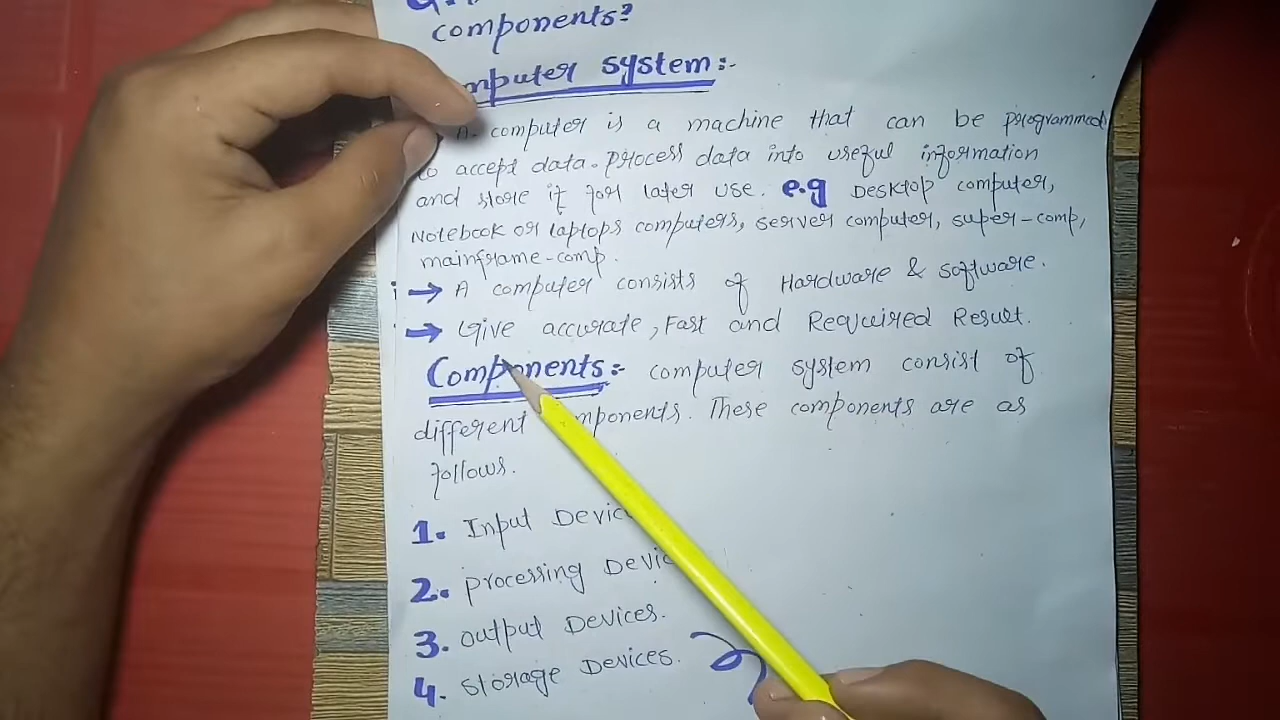 components?
mputer system:-
A computer is a machine that can be programmed
to accept data. process data into useful information
and store it for later use. e.g Desktop computer,
Notebook or laptops computers, server computer, super-comp,
mainframe-comp.
→ A computer consists of Hardware & software.
→ Give accurate, Fast and Required Result.
Components:- computer system consist of
different mponents. These components are as
follows
1. Input Devic
2. processing Devic
3. output Devices.
4. storage Devices.